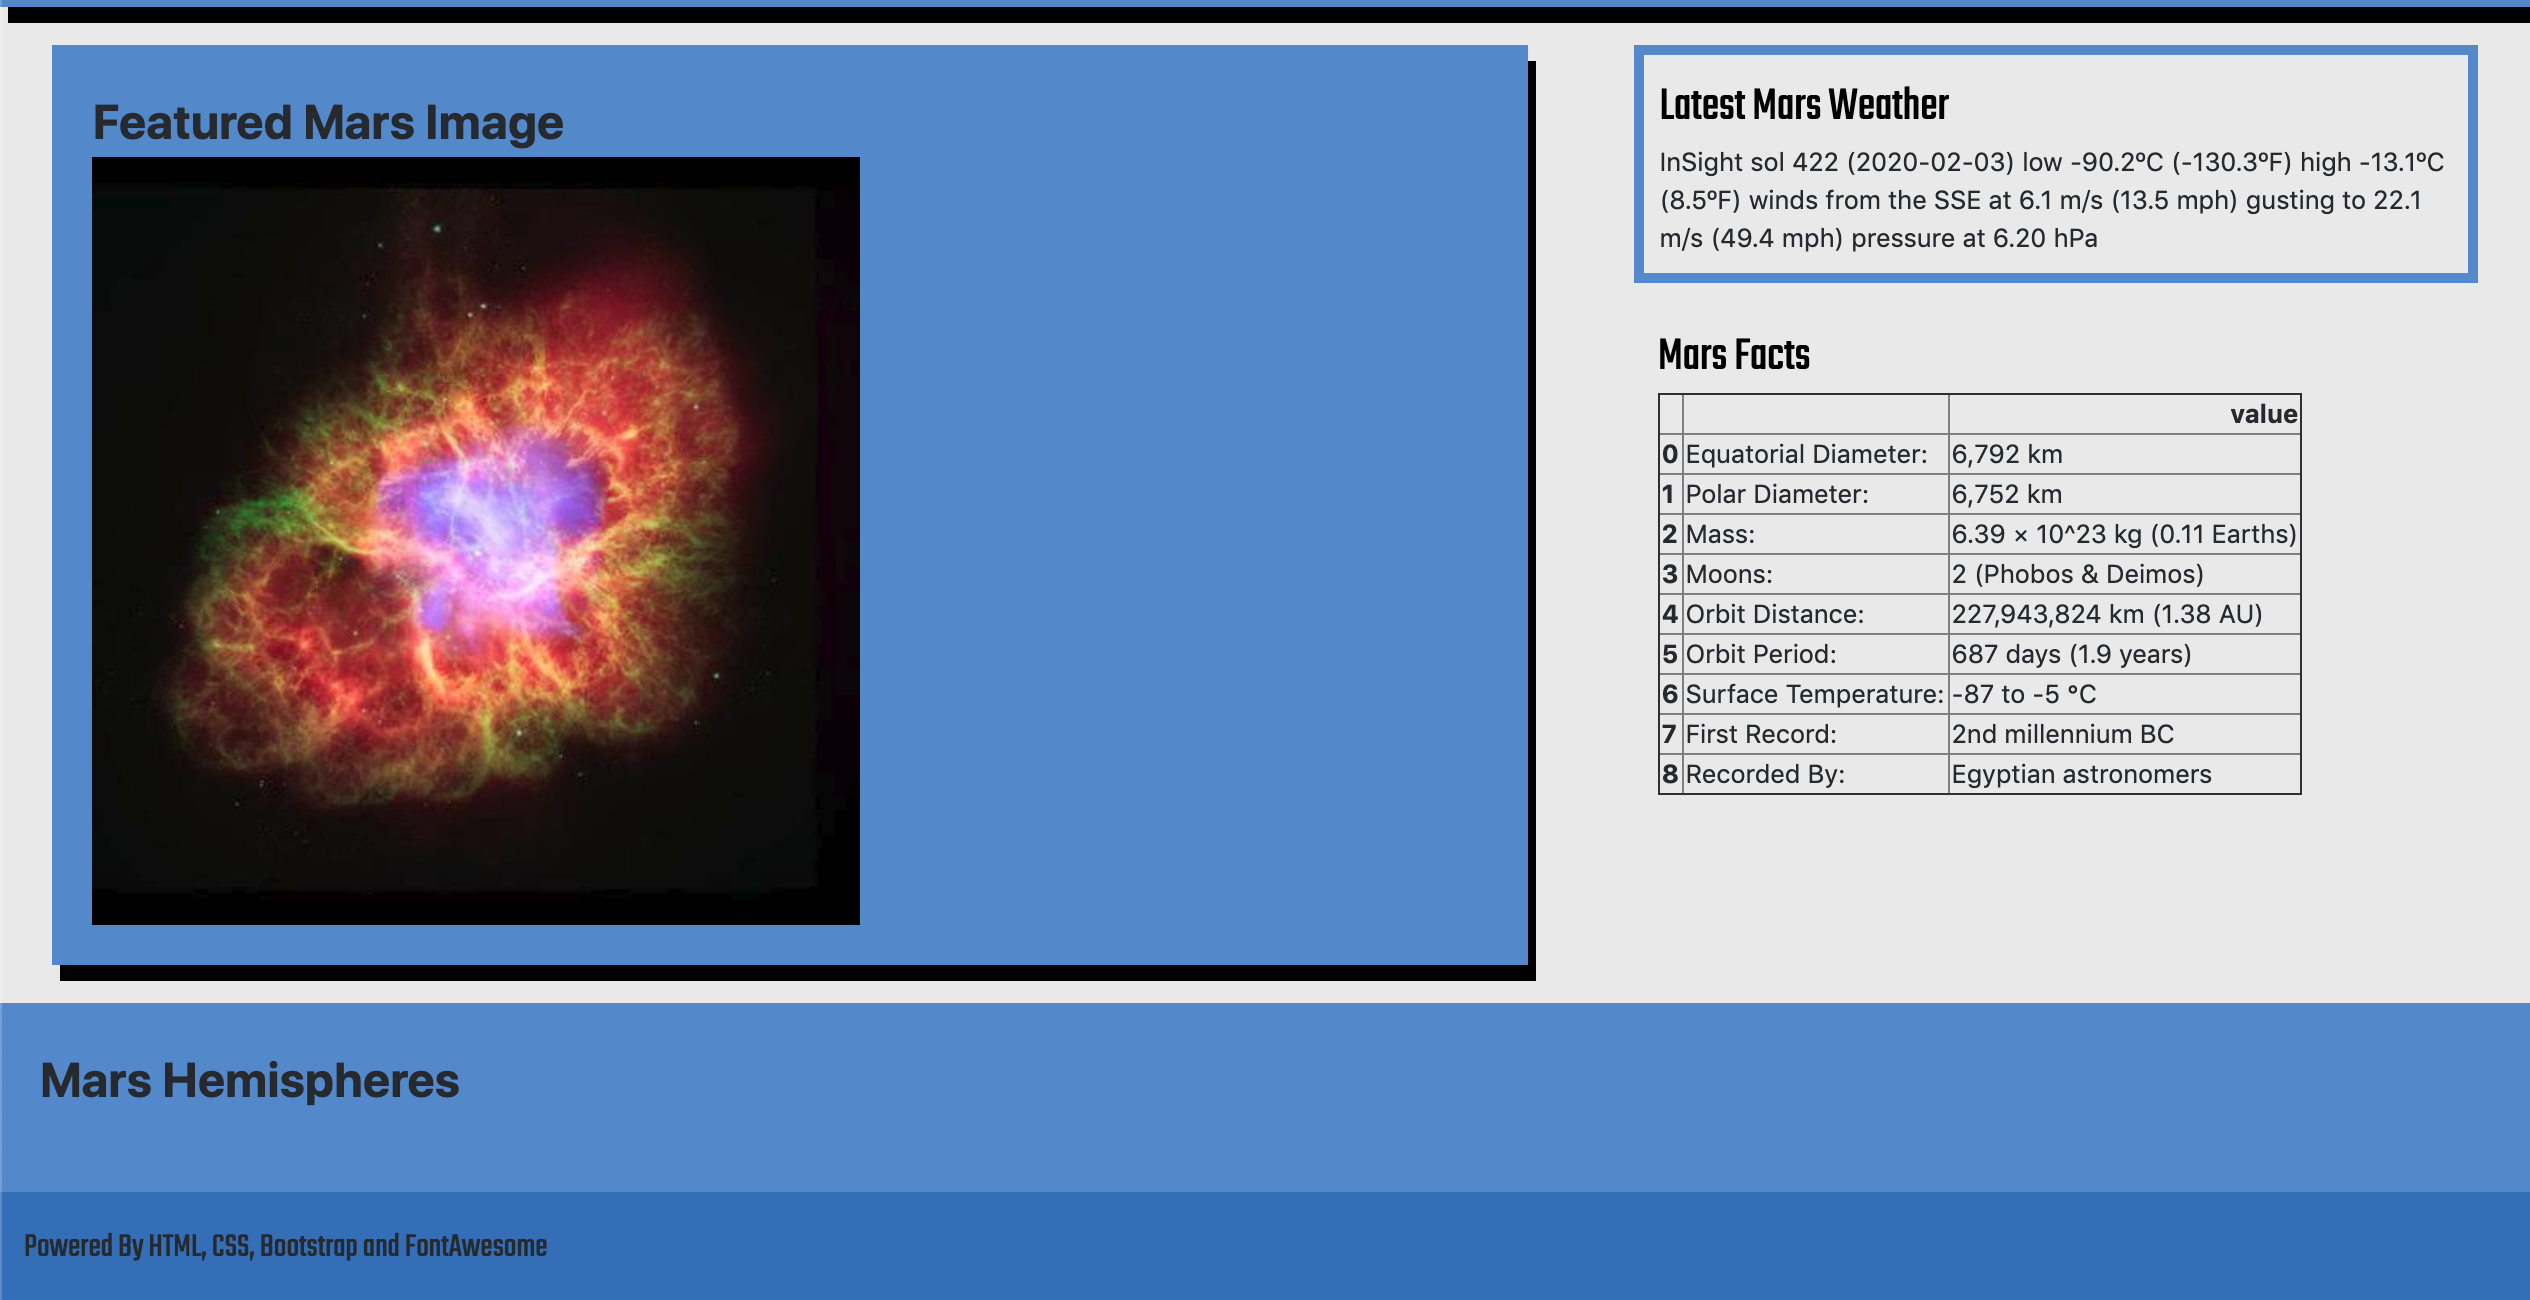 Featured Mars Image
Latest Mars Weather
InSight sol 422 (2020-02-03) low -90.2ºC (-130.3ºF) high -13.1ºC
(8.5ºF) winds from the SSE at 6.1 m/s (13.5 mph) gusting to 22.1
m/s (49.4 mph) pressure at 6.20 hPa
Mars Facts
value
0 Equatorial Diameter: 6,792 km
1 Polar Diameter: 6,752 km
2 Mass: 6.39 × 10^23 kg (0.11 Earths)
3 Moons: 2 (Phobos & Deimos)
4 Orbit Distance: 227,943,824 km (1.38 AU)
5 Orbit Period: 687 days (1.9 years)
6 Surface Temperature: -87 to -5 °C
7 First Record: 2nd millennium BC
8 Recorded By: Egyptian astronomers
Mars Hemispheres
Powered By HTML, CSS, Bootstrap and FontAwesome